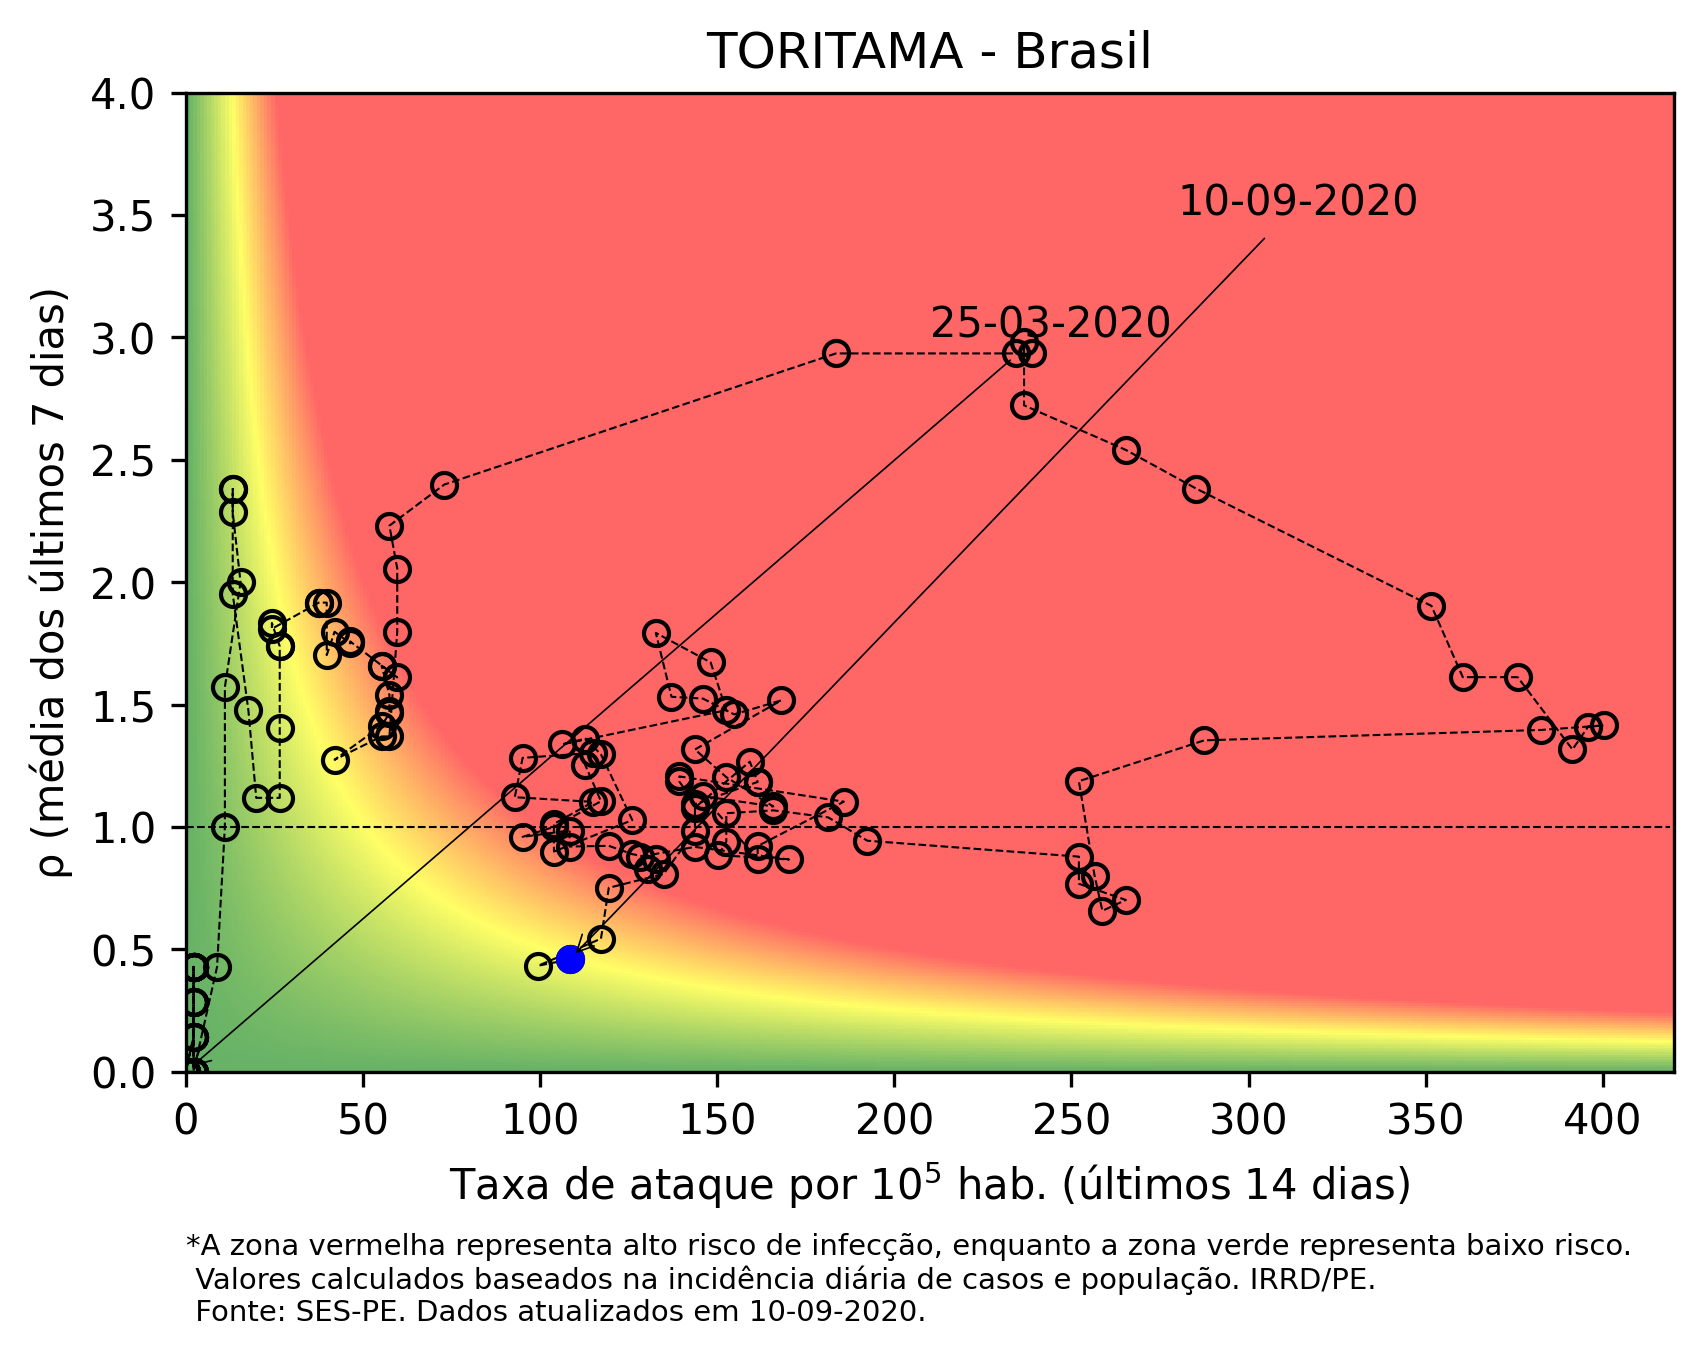 TORITAMA - Brasil
4.0
3.5
3.0
2.5
2.0
1.5
1.0
0.5
0.0
ρ (média dos últimos 7 dias)
10-09-2020
25-03-2020
0 50 100 150 200 250 300 350 400
Taxa de ataque por 10⁵ hab. (últimos 14 dias)
*A zona vermelha representa alto risco de infecção, enquanto a zona verde representa baixo risco.
Valores calculados baseados na incidência diária de casos e população. IRRD/PE.
Fonte: SES-PE. Dados atualizados em 10-09-2020.